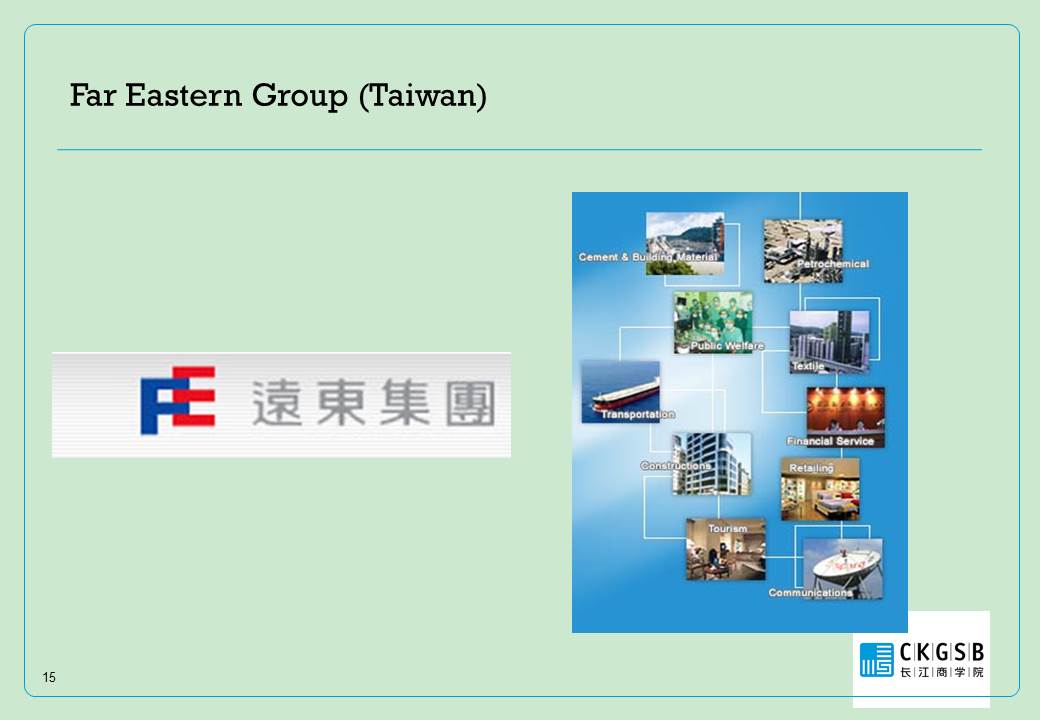 Far Eastern Group (Taiwan)
FE 遠東集團
Cement & Building Material
Petrochemical
Public Welfare
Textile
Transportation
Financial Service
Constructions
Retailing
Tourism
Communications
CKGSB
长江商学院
15